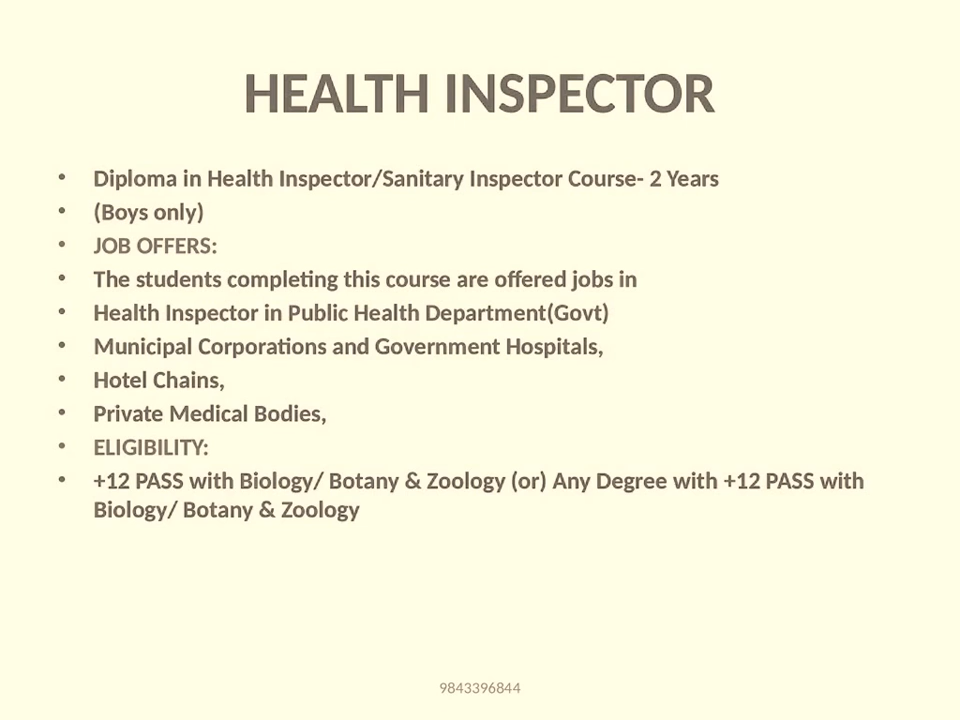 HEALTH INSPECTOR
• Diploma in Health Inspector/Sanitary Inspector Course- 2 Years
• (Boys only)
• JOB OFFERS:
• The students completing this course are offered jobs in
• Health Inspector in Public Health Department(Govt)
• Municipal Corporations and Government Hospitals,
• Hotel Chains,
• Private Medical Bodies,
• ELIGIBILITY:
• +12 PASS with Biology/ Botany & Zoology (or) Any Degree with +12 PASS with
Biology/ Botany & Zoology
9843396844